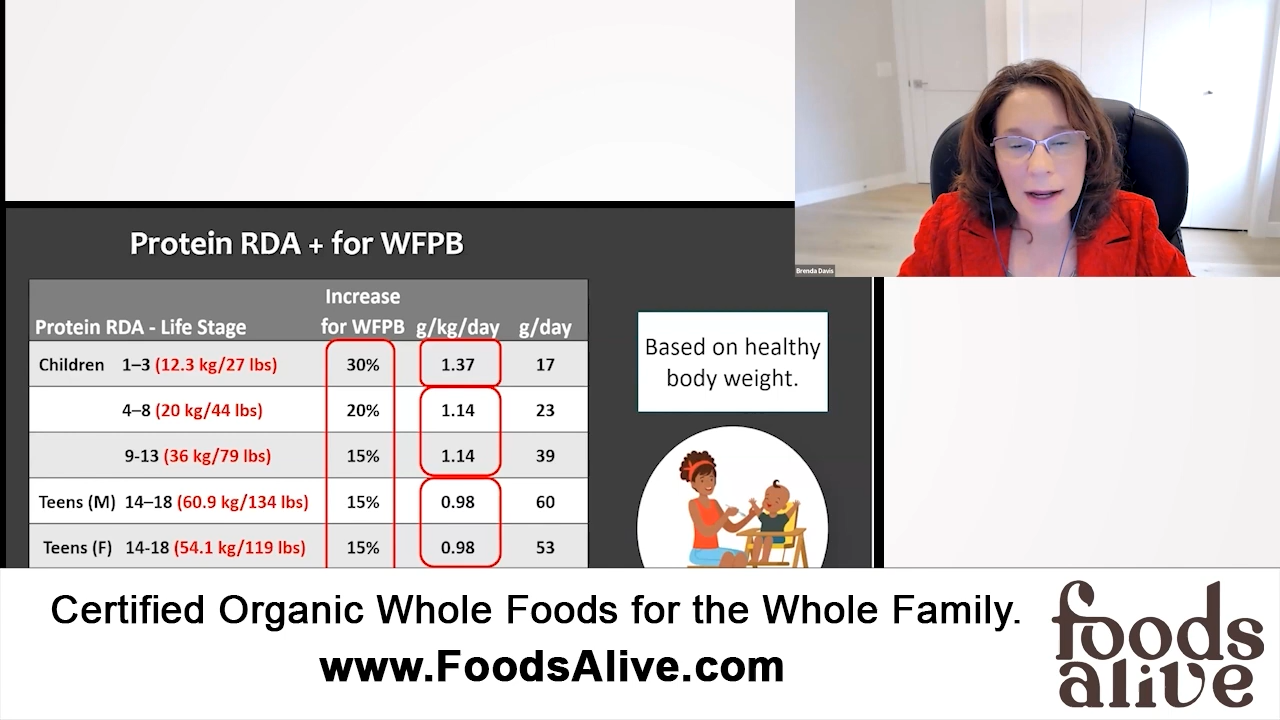 Brenda Davis
Protein RDA + for WFPB
Increase
Protein RDA - Life Stage for WFPB g/kg/day g/day
Children 1–3 (12.3 kg/27 lbs) 30% 1.37 17
4–8 (20 kg/44 lbs) 20% 1.14 23
9-13 (36 kg/79 lbs) 15% 1.14 39
Teens (M) 14–18 (60.9 kg/134 lbs) 15% 0.98 60
Teens (F) 14-18 (54.1 kg/119 lbs) 15% 0.98 53
Based on healthy
body weight.
Certified Organic Whole Foods for the Whole Family.
www.FoodsAlive.com
foods
alive